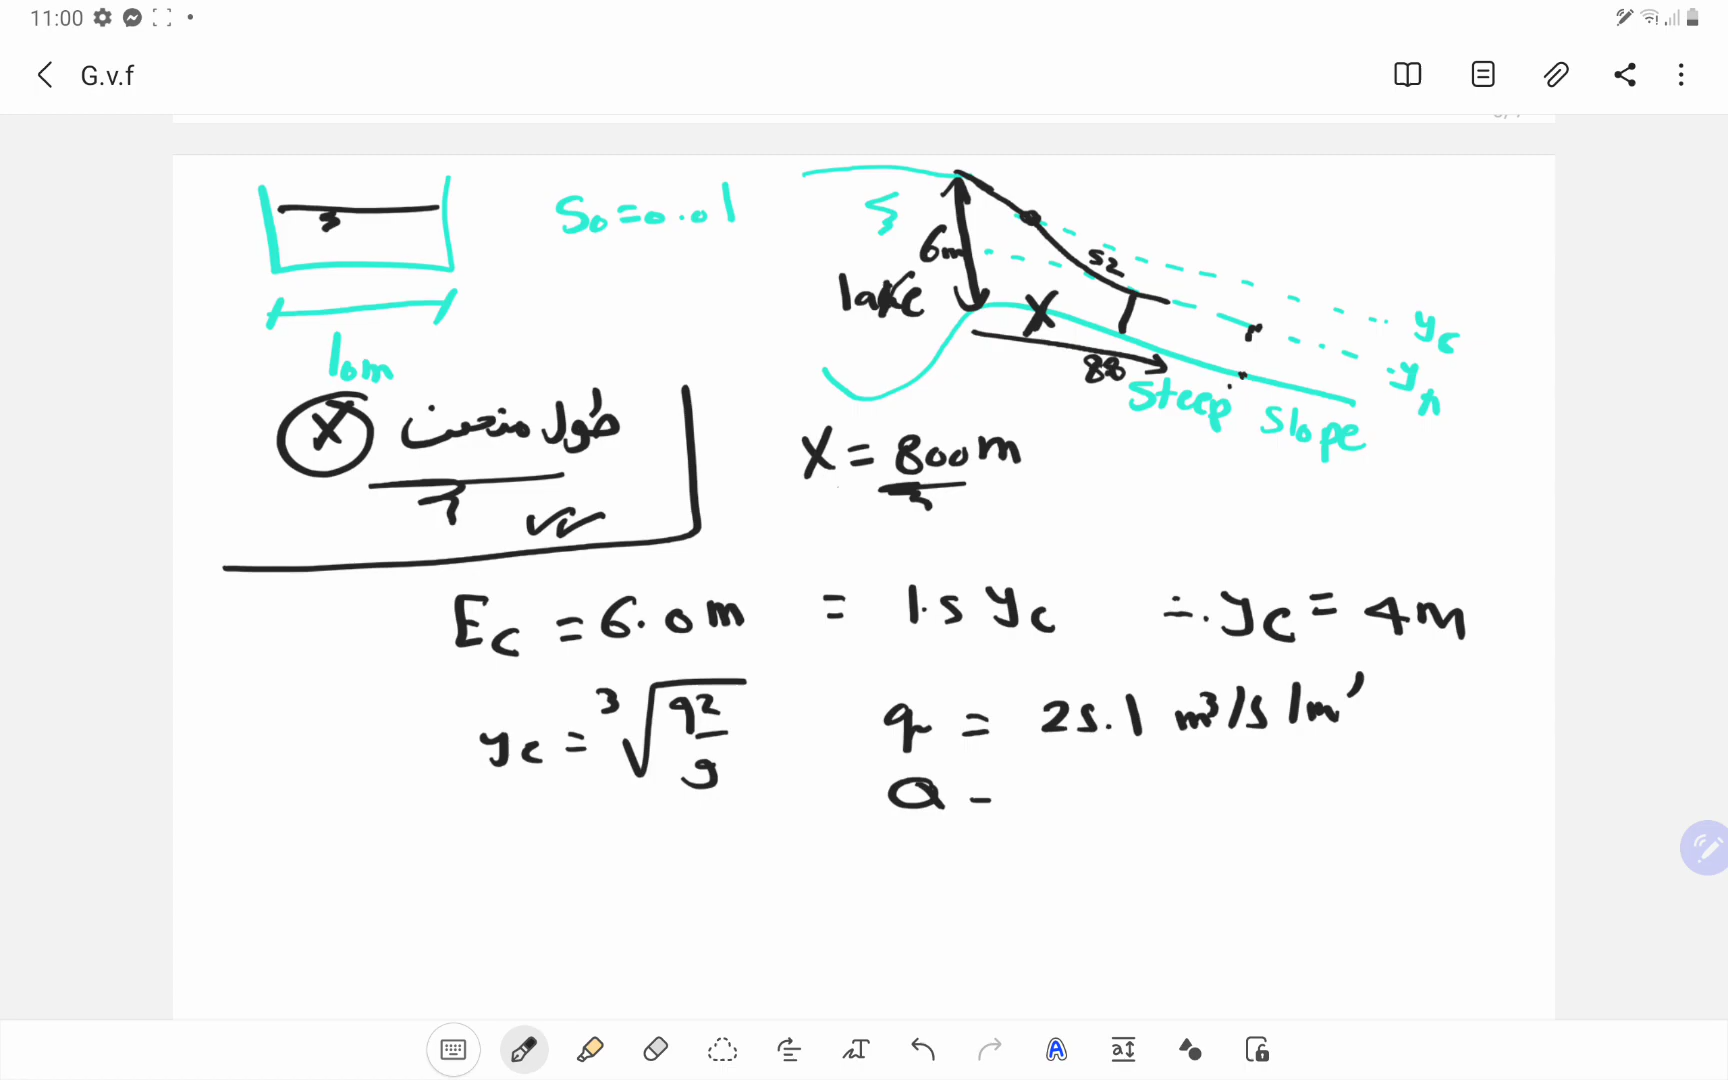 11:00
G.v.f
So=0.01
6m
lake
S2
X
88
yc
yn
Steep Slope
10m
X طول منحنى
X = 800m
Ec = 6.0m = 1.5 yc ∴ yc = 4m
yc = ³√(q²/g) q = 25.1 m³/s/m'
Q =